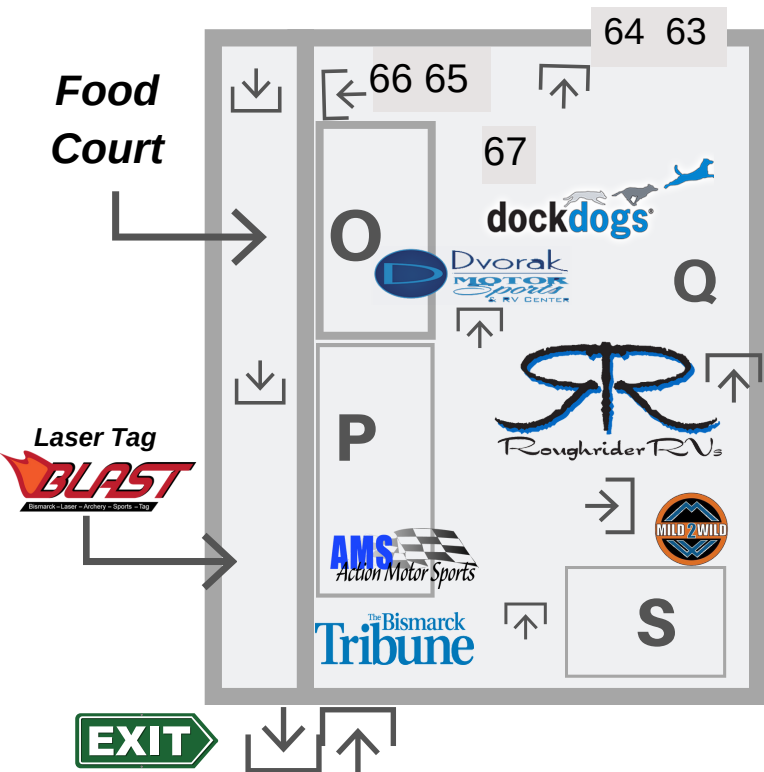 64 63
66 65
Food
Court
67
dockdogs
O
Dvorak
MOTOR
Sports
& RV CENTER
Q
R
Roughrider RVs
P
Laser Tag
BLAST
Bismarck – Laser – Archery – Sports – Tag
MILD 2 WILD
AMS
Action Motor Sports
The Bismarck
Tribune
S
EXIT